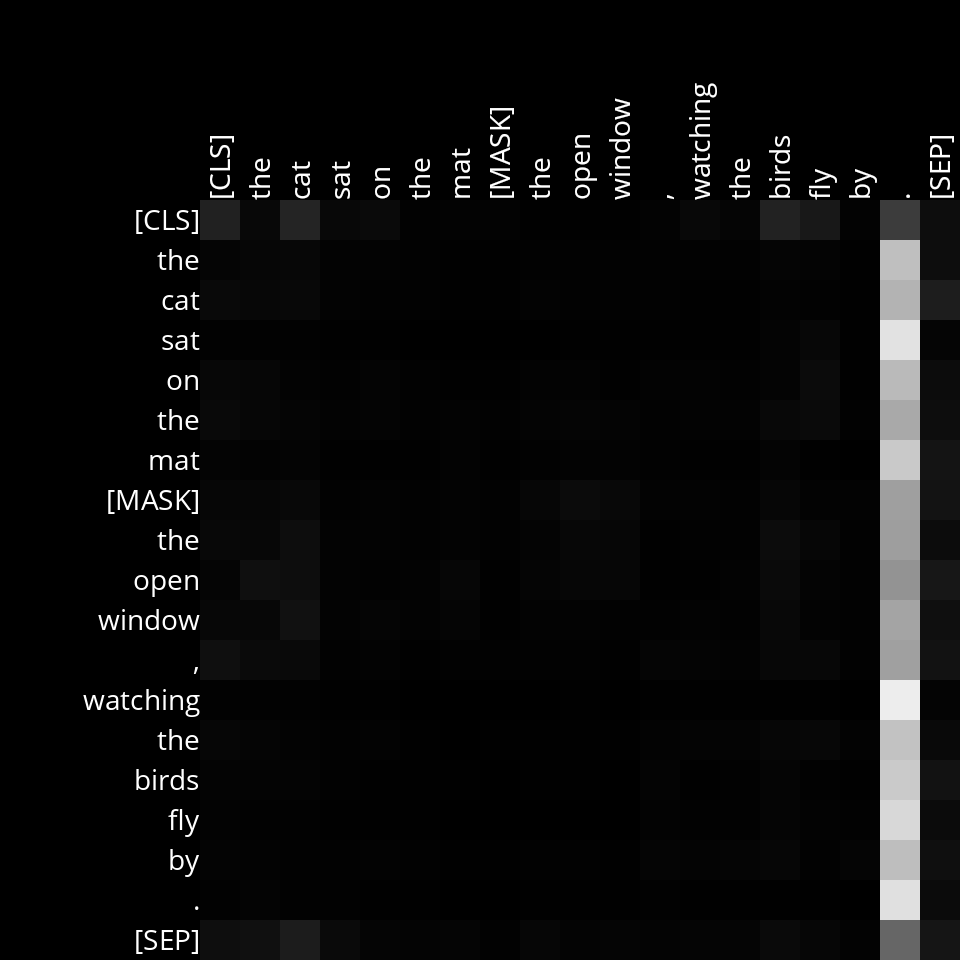 [CLS] the cat sat on the mat [MASK] the open window , watching the birds fly by . [SEP]
[CLS]
the
cat
sat
on
the
mat
[MASK]
the
open
window
,
watching
the
birds
fly
by
.
[SEP]